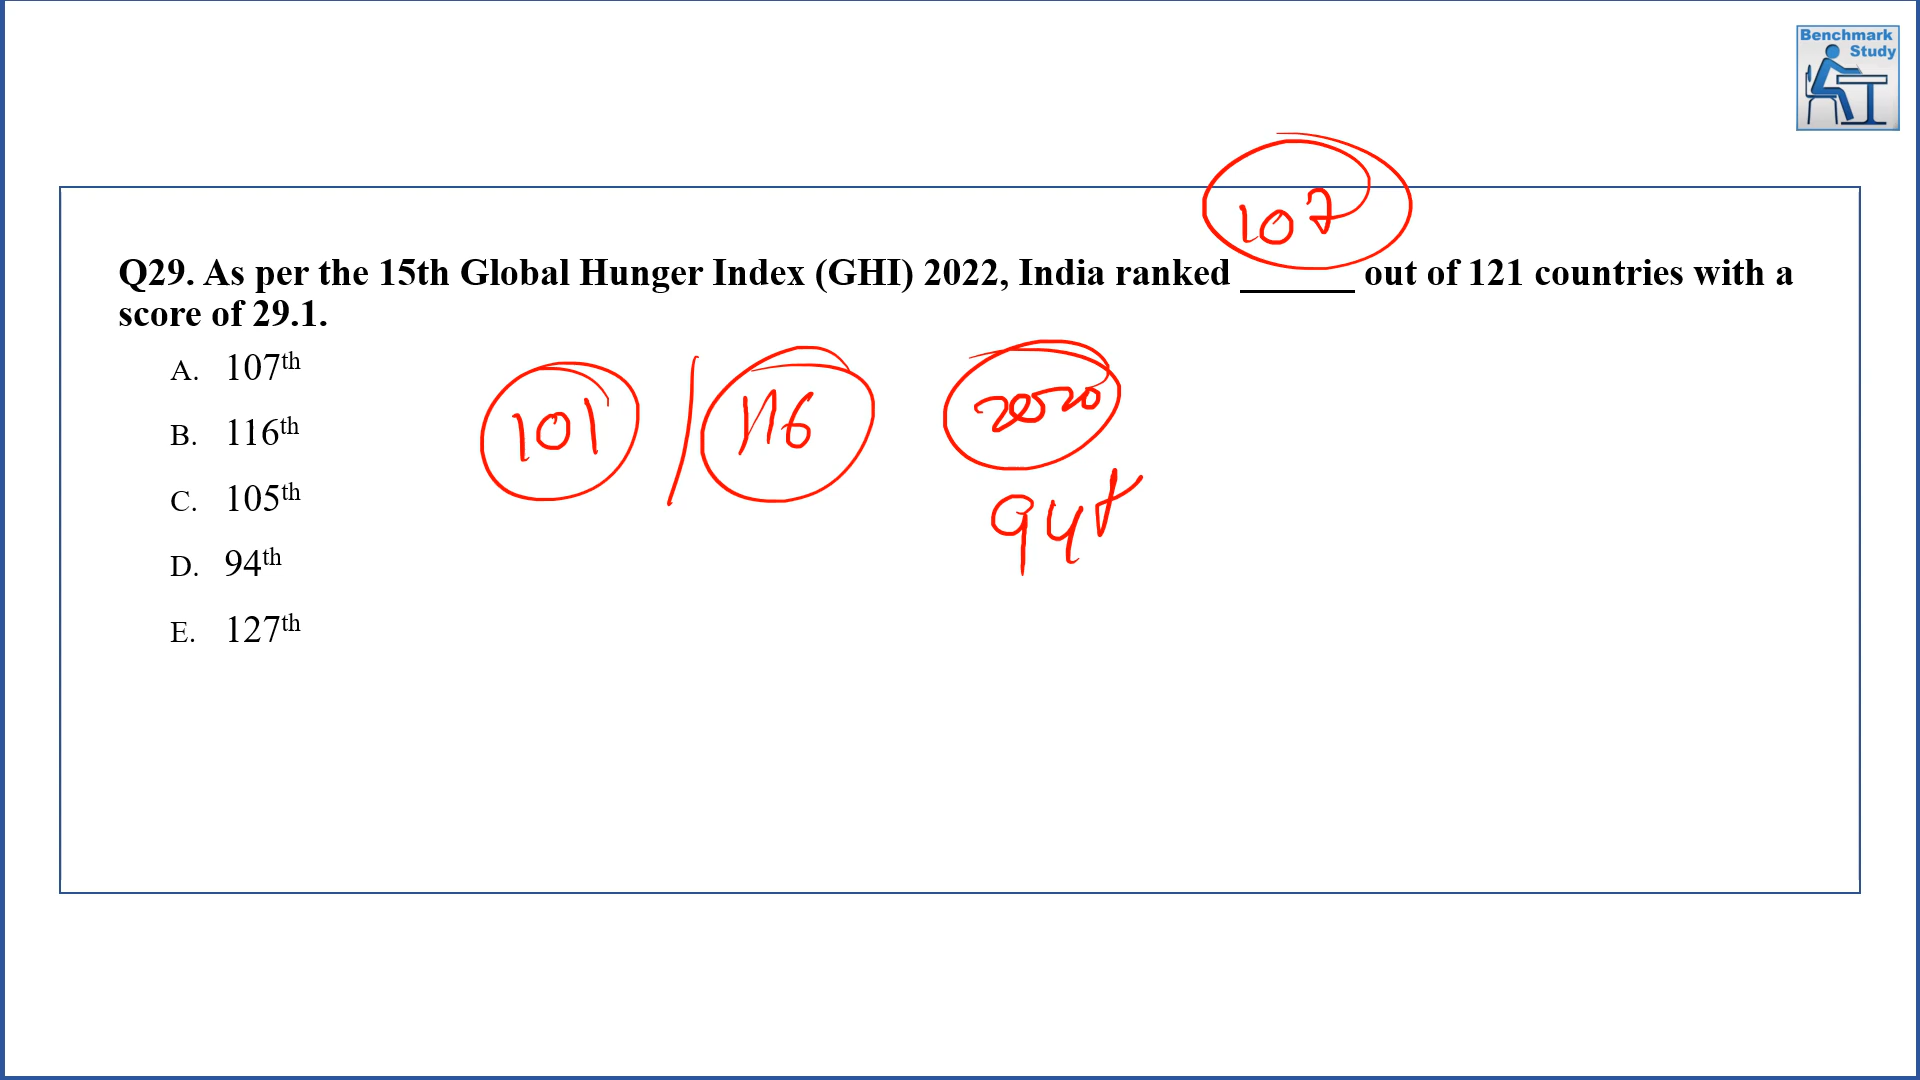 Benchmark
Study
107
Q29. As per the 15th Global Hunger Index (GHI) 2022, India ranked ______ out of 121 countries with a
score of 29.1.
A. 107th
B. 116th
C. 105th
D. 94th
E. 127th
101 / 116
2020
94